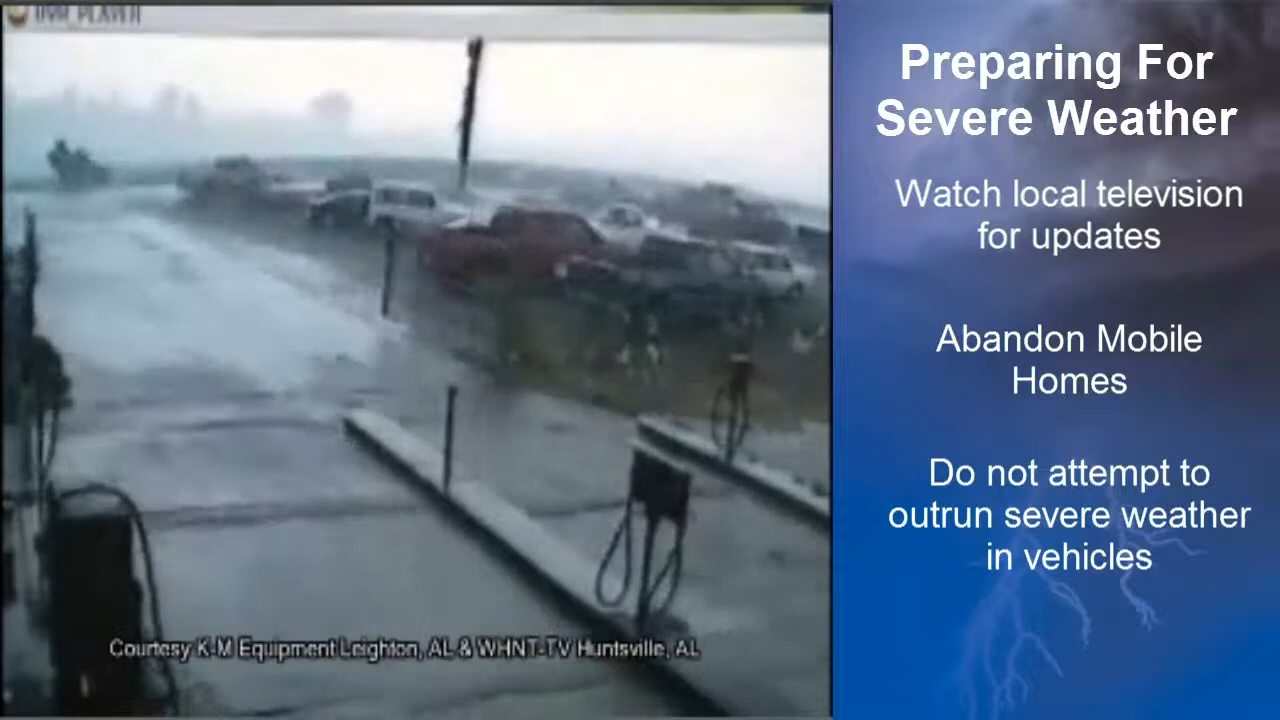 DVR_PLAYER
Preparing For
Severe Weather
Watch local television
for updates
Abandon Mobile
Homes
Do not attempt to
outrun severe weather
in vehicles
Courtesy K-M Equipment Leighton, AL & WHNT-TV Huntsville, AL